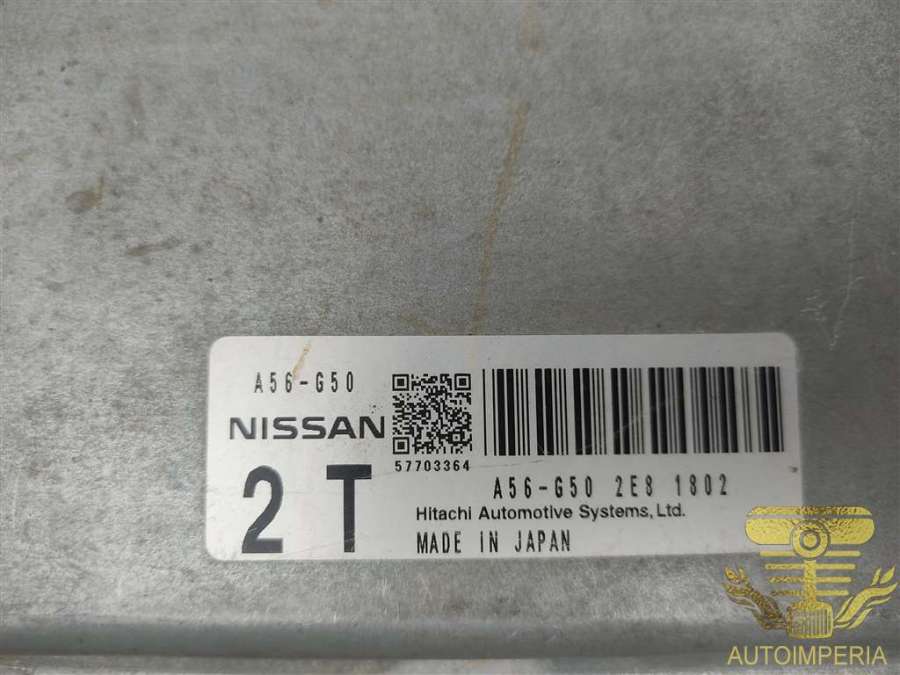 A56-G50
NISSAN
57703364
2 T
A56-G50 2E8 1802
Hitachi Automotive Systems, Ltd.
MADE IN JAPAN
AUTOIMPERIA